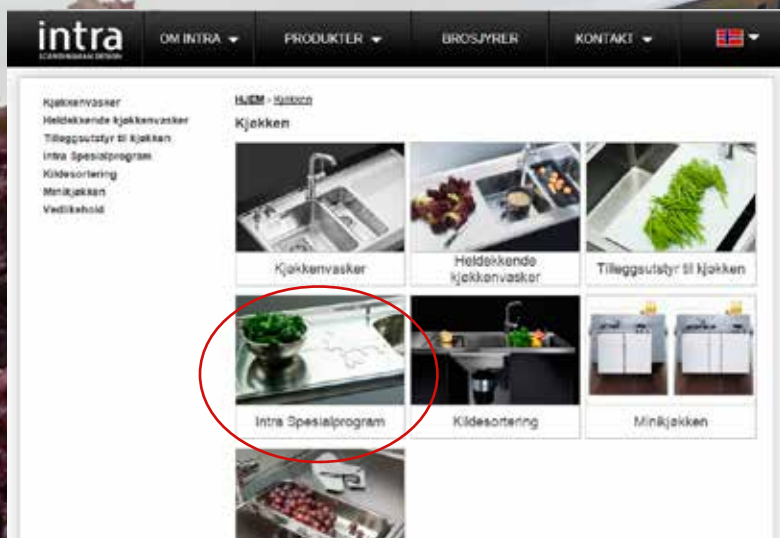 intra
SCANDINAVIAN DESIGN
OM INTRA
PRODUKTER
BROSJYRER
KONTAKT
Kjøkkenvasker
Heldekkende kjøkkenvasker
Tilleggsutstyr til kjøkken
Intra Spesialprogram
Kildesortering
Minikjøkken
Vedlikehold
HJEM - Kjøkken
Kjøkken
Kjøkkenvasker
Heldekkende
kjøkkenvasker
Tilleggsutstyr til kjøkken
Intra Spesialprogram
Kildesortering
Minikjøkken